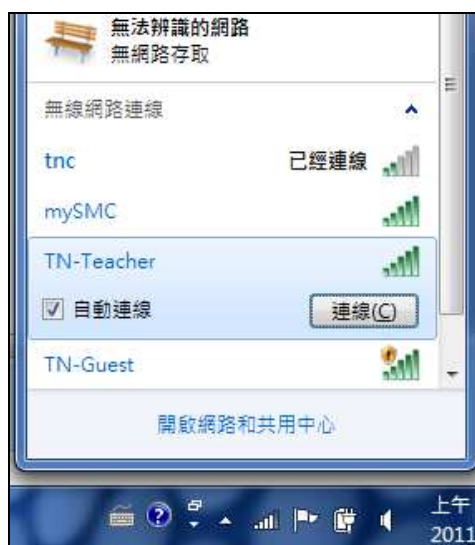 無法辨識的網路
無網路存取
無線網路連線
tnc 已經連線
mySMC
TN-Teacher
自動連線 連線(C)
TN-Guest
開啟網路和共用中心
上午
2011